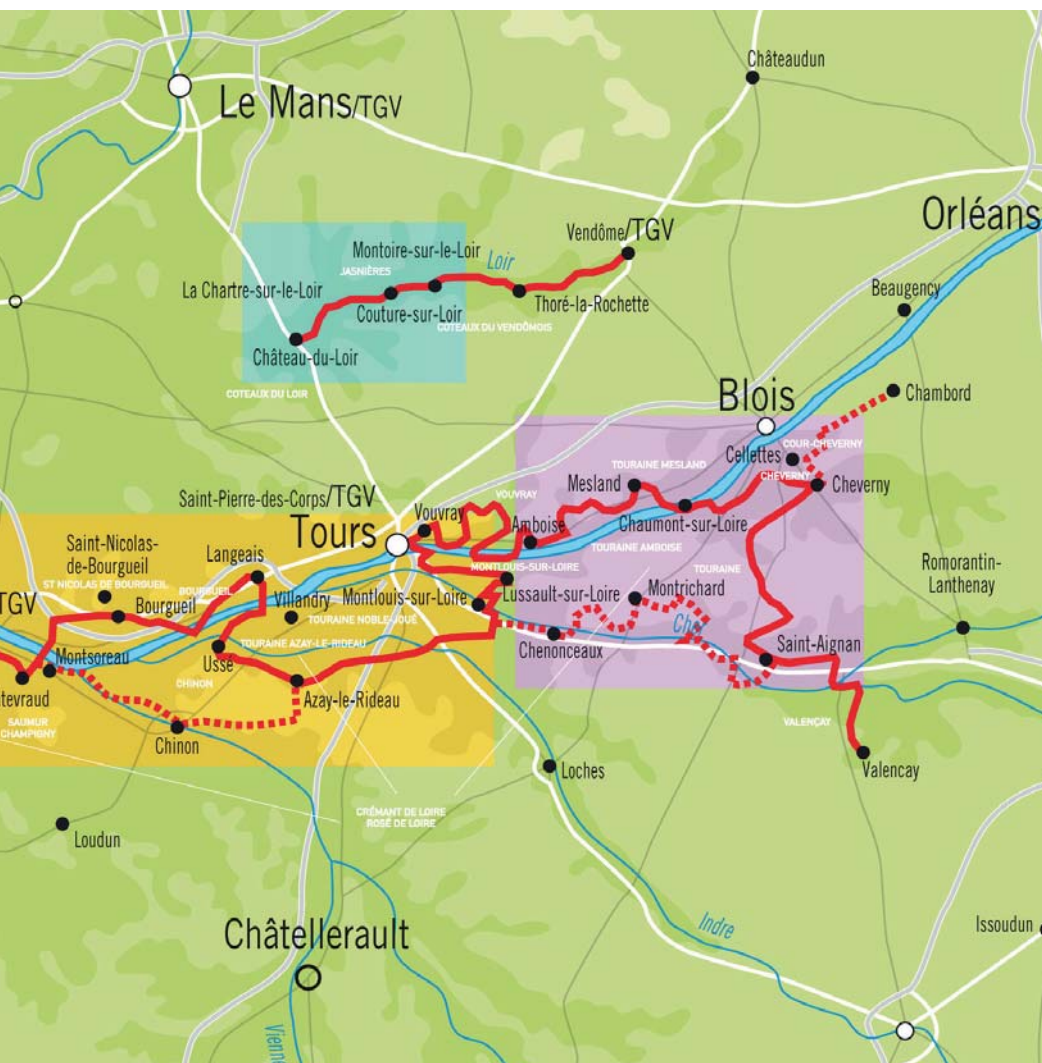 Châteaudun
Le Mans/TGV
Orléans
Vendôme/TGV
Montoire-sur-le-Loir
Loir
JASNIÈRES
La Chartre-sur-le-Loir
Couture-sur-Loir
Thoré-la-Rochette
Beaugency
COTEAUX DU VENDÔMOIS
Château-du-Loir
COTEAUX DU LOIR
Blois
Chambord
COUR-CHEVERNY
Cellettes
TOURAINE MESLAND
CHEVERNY
Mesland
Cheverny
Saint-Pierre-des-Corps/TGV
VOUVRAY
Vouvray
Tours
Amboise
Chaumont-sur-Loire
Saint-Nicolas-
de-Bourgueil
Langeais
TOURAINE AMBOISE
MONTLOUIS-SUR-LOIRE
TOURAINE
Romorantin-
Lanthenay
ST NICOLAS DE BOURGUEIL
BOURGUEIL
Villandry
Montlouis-sur-Loire
Lussault-sur-Loire
Montrichard
TGV
Bourgueil
TOURAINE NOBLE-JOUÉ
Ch
TOURAINE AZAY-LE-RIDEAU
Chenonceaux
Saint-Aignan
Montsoreau
Ussé
CHINON
tevraud
Azay-le-Rideau
SAUMUR
CHAMPIGNY
VALENÇAY
Chinon
Valencay
Loches
CRÉMANT DE LOIRE
ROSÉ DE LOIRE
Loudun
Châtellerault
Indre
Issoudun
Vienne